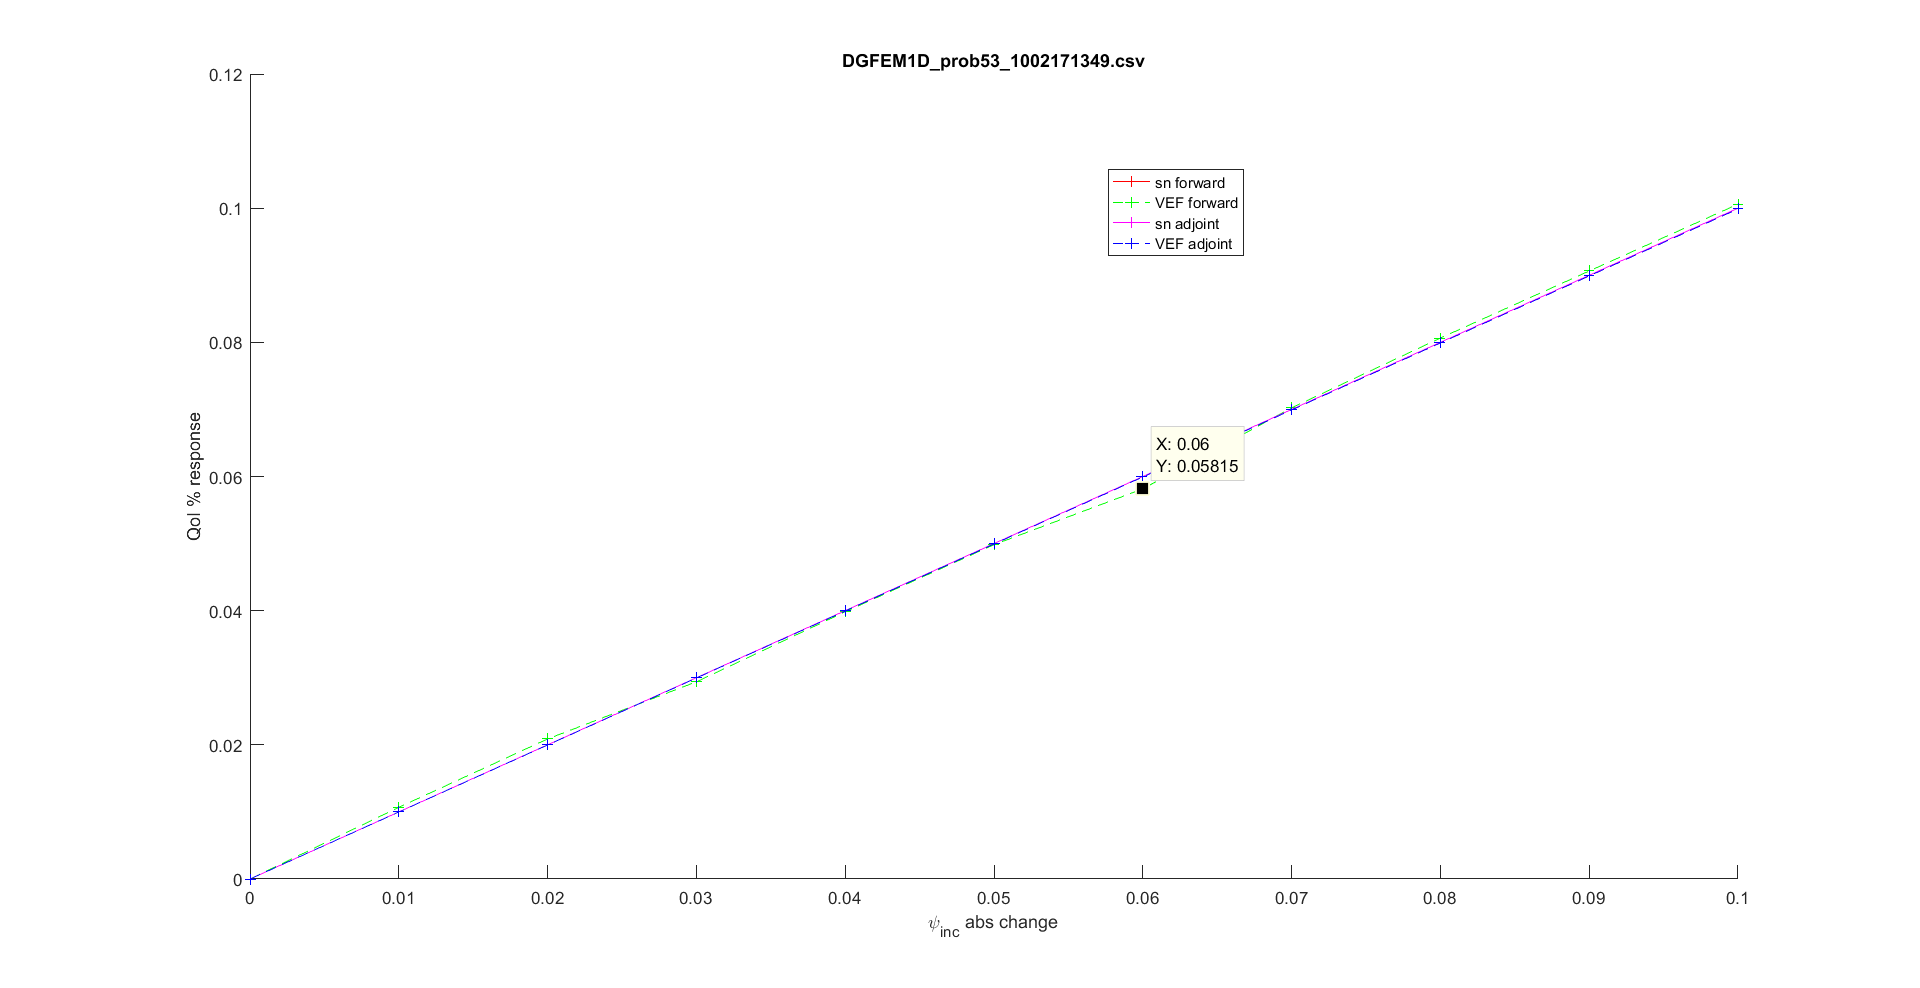 DGFEM1D_prob53_1002171349.csv
0.12
0.1
0.08
0.06
0.04
0.02
0
QoI % response
sn forward
VEF forward
sn adjoint
VEF adjoint
X: 0.06
Y: 0.05815
0 0.01 0.02 0.03 0.04 0.05 0.06 0.07 0.08 0.09 0.1
ψinc abs change